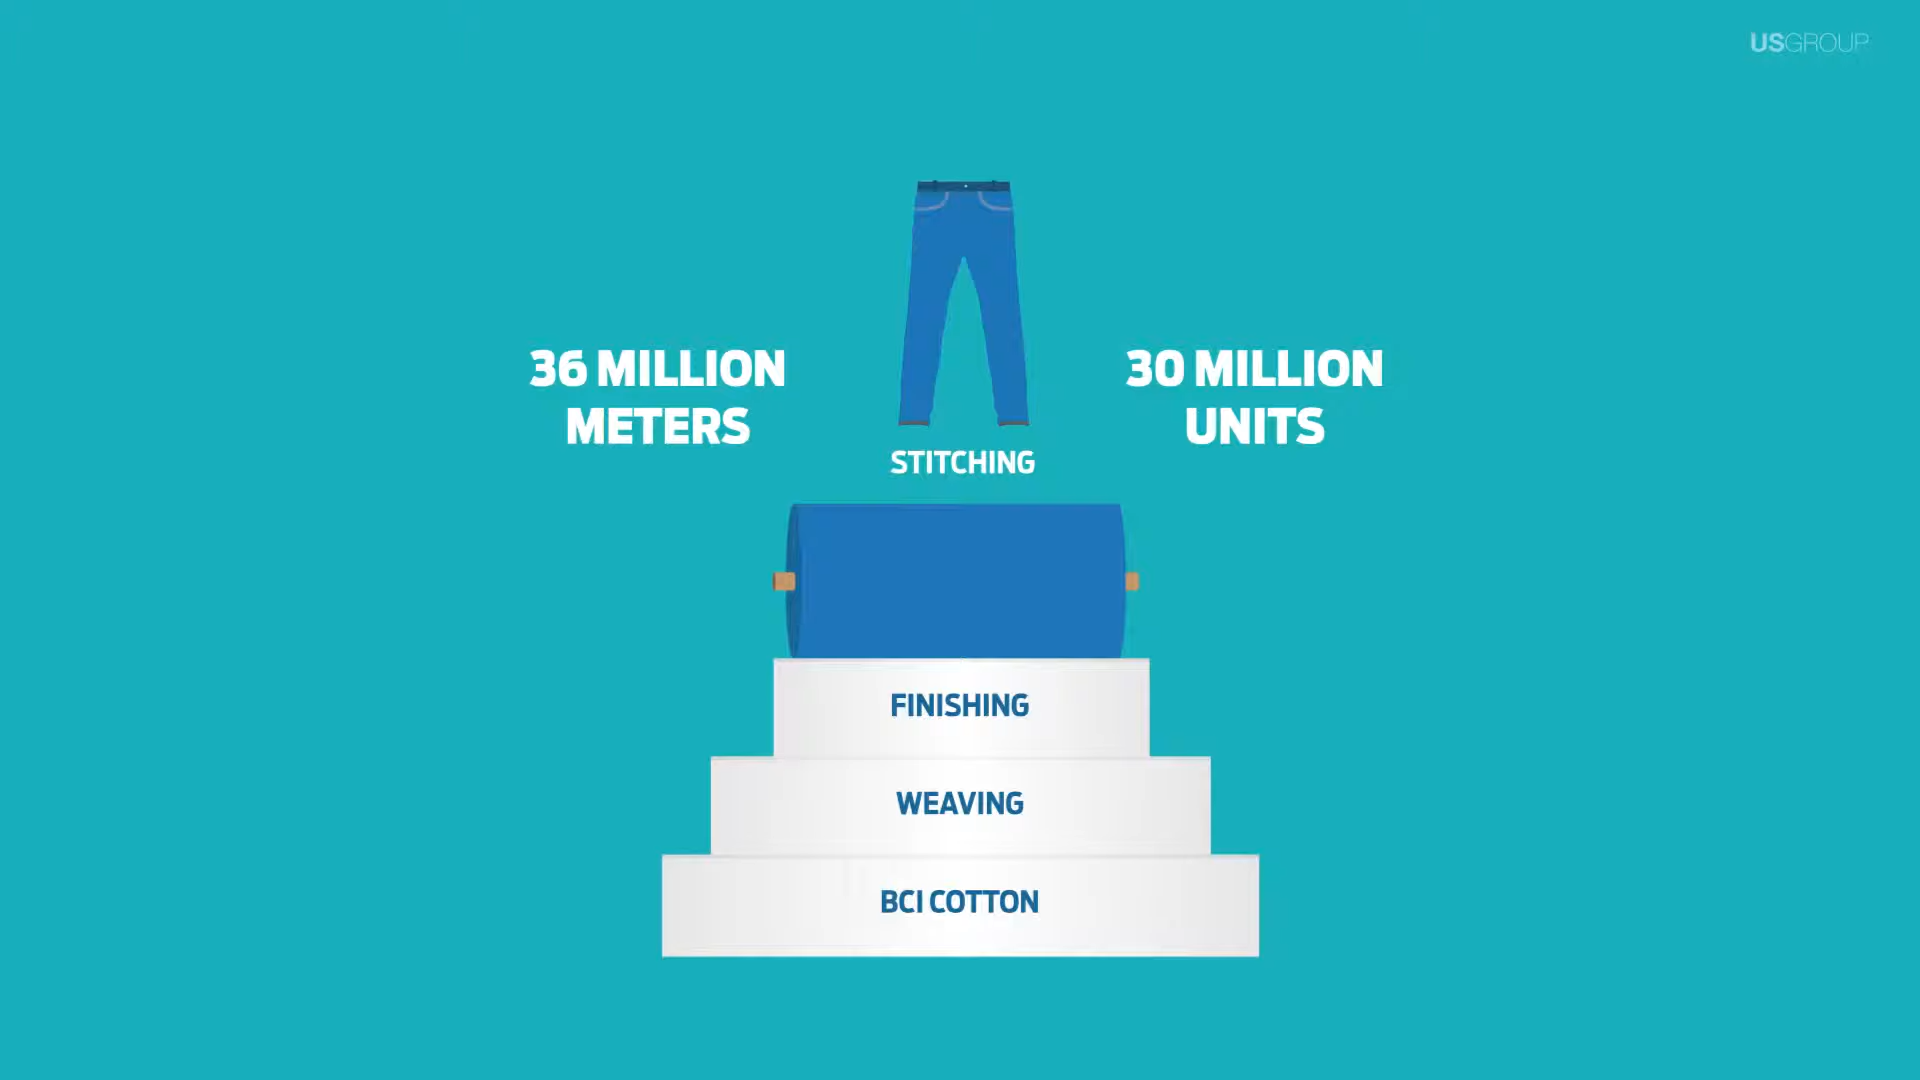 USGROUP
36 MILLION
METERS
30 MILLION
UNITS
STITCHING
FINISHING
WEAVING
BCI COTTON